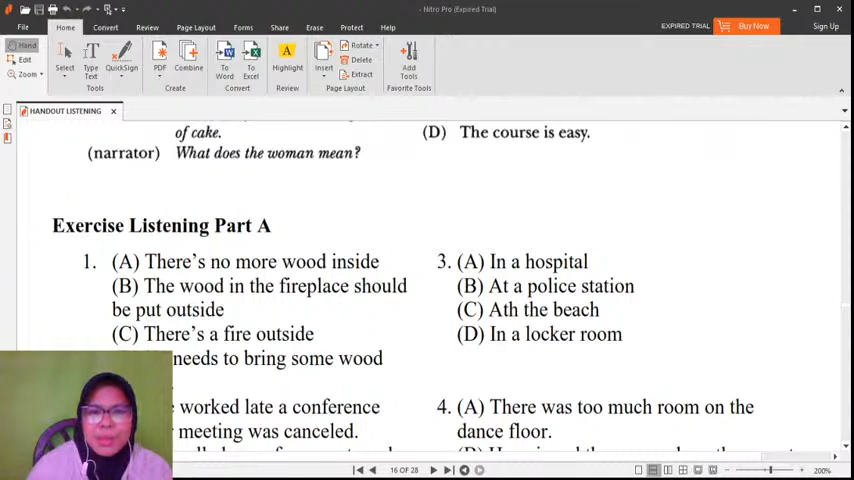 - Nitro Pro (Expired Trial)
File Home Convert Review Page Layout Forms Share Erase Protect Help EXPIRED TRIAL Buy Now Sign Up
Hand
Edit
Zoom
Select
Type Text
QuickSign
Tools
PDF
Combine
Create
To Word
To Excel
Convert
Highlight
Review
Insert
Rotate
Delete
Extract
Page Layout
Add Tools
Favorite Tools
HANDOUT LISTENING
of cake.
(narrator) What does the woman mean?
(D) The course is easy.
Exercise Listening Part A
1. (A) There's no more wood inside
(B) The wood in the fireplace should
be put outside
(C) There's a fire outside
needs to bring some wood
worked late a conference
meeting was canceled.
3. (A) In a hospital
(B) At a police station
(C) Ath the beach
(D) In a locker room
4. (A) There was too much room on the
dance floor.
16 OF 28
200%